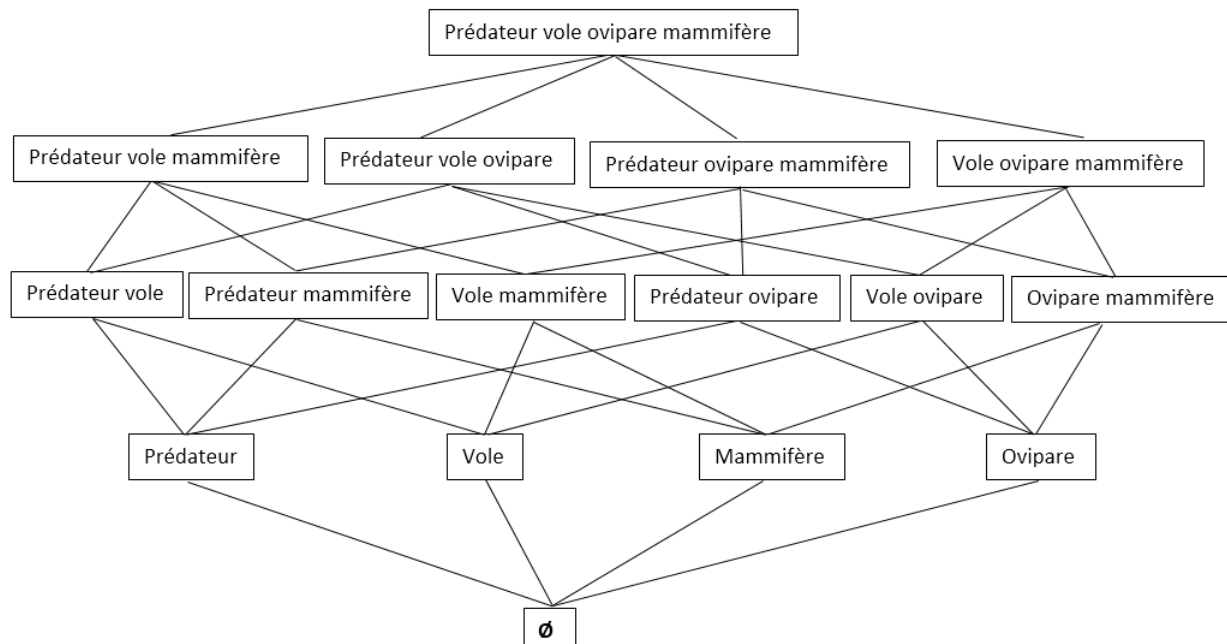 Prédateur vole ovipare mammifère
Prédateur vole mammifère
Prédateur vole ovipare
Prédateur ovipare mammifère
Vole ovipare mammifère
Prédateur vole
Prédateur mammifère
Vole mammifère
Prédateur ovipare
Vole ovipare
Ovipare mammifère
Prédateur
Vole
Mammifère
Ovipare
Ø